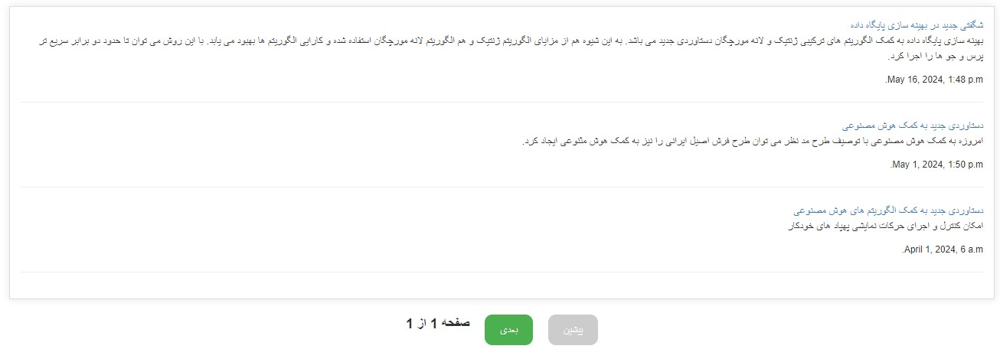 شگفتی جدید در بهینه سازی پایگاه داده
بهینه سازی پایگاه داده به کمک الگوریتم های ترکیبی ژنتیک و لانه مورچگان دستاوردی جدید می باشد. به این شیوه هم از مزایای الگوریتم ژنتیک و هم الگوریتم لانه مورچگان استفاده شده و کارایی الگوریتم ها بهبود می یابد. با این روش می توان تا حدود دو برابر سریع تر
پرس و جو ها را اجرا کرد.
May 16, 2024, 1:48 p.m.
دستاوردی جدید به کمک هوش مصنوعی
امروزه به کمک هوش مصنوعی با توصیف طرح مد نظر می توان طرح فرش اصیل ایرانی را نیز به کمک هوش مثنوعی ایجاد کرد.
May 1, 2024, 1:50 p.m.
دستاوردی جدید به کمک الگوریتم های هوش مصنوعی
امکان کنترل و اجرای حرکات نمایشی پهپاد های خودکار
April 1, 2024, 6 a.m.
پیشین
بعدی
صفحه 1 از 1